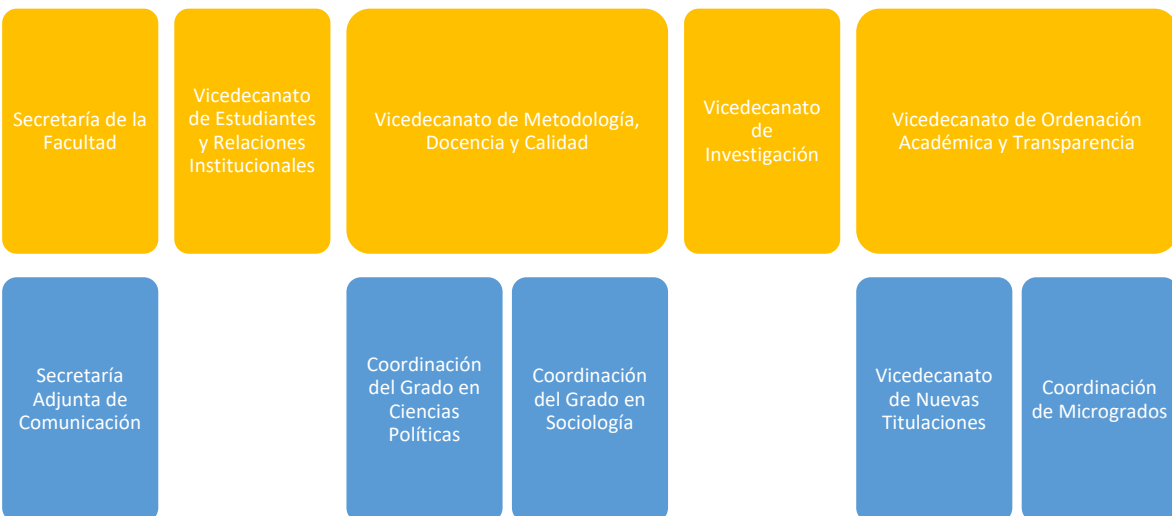 Secretaría de la
Facultad
Vicedecanato
de Estudiantes
y Relaciones
Institucionales
Vicedecanato de Metodología,
Docencia y Calidad
Vicedecanato
de
Investigación
Vicedecanato de Ordenación
Académica y Transparencia
Secretaría
Adjunta de
Comunicación
Coordinación
del Grado en
Ciencias
Políticas
Coordinación
del Grado en
Sociología
Vicedecanato
de Nuevas
Titulaciones
Coordinación
de Microgrados